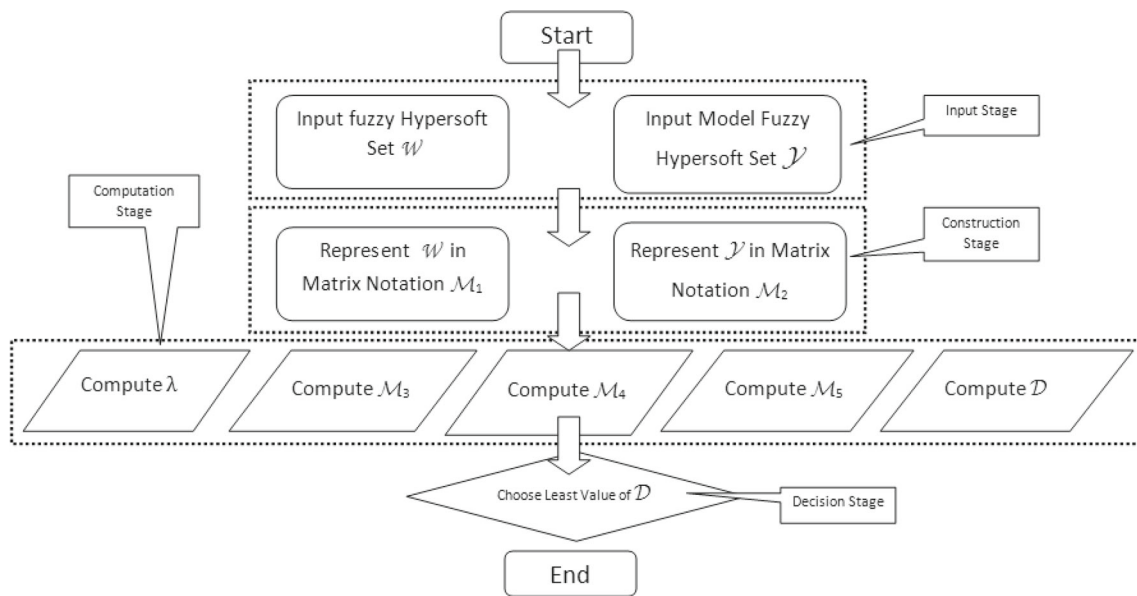 Start
Input fuzzy Hypersoft
Set 𝒲
Input Model Fuzzy
Hypersoft Set 𝒴
Input Stage
Computation
Stage
Represent 𝒲 in
Matrix Notation ℳ₁
Represent 𝒴 in Matrix
Notation ℳ₂
Construction
Stage
Compute λ
Compute ℳ₃
Compute ℳ₄
Compute ℳ₅
Compute 𝒟
Choose Least Value of 𝒟
Decision Stage
End